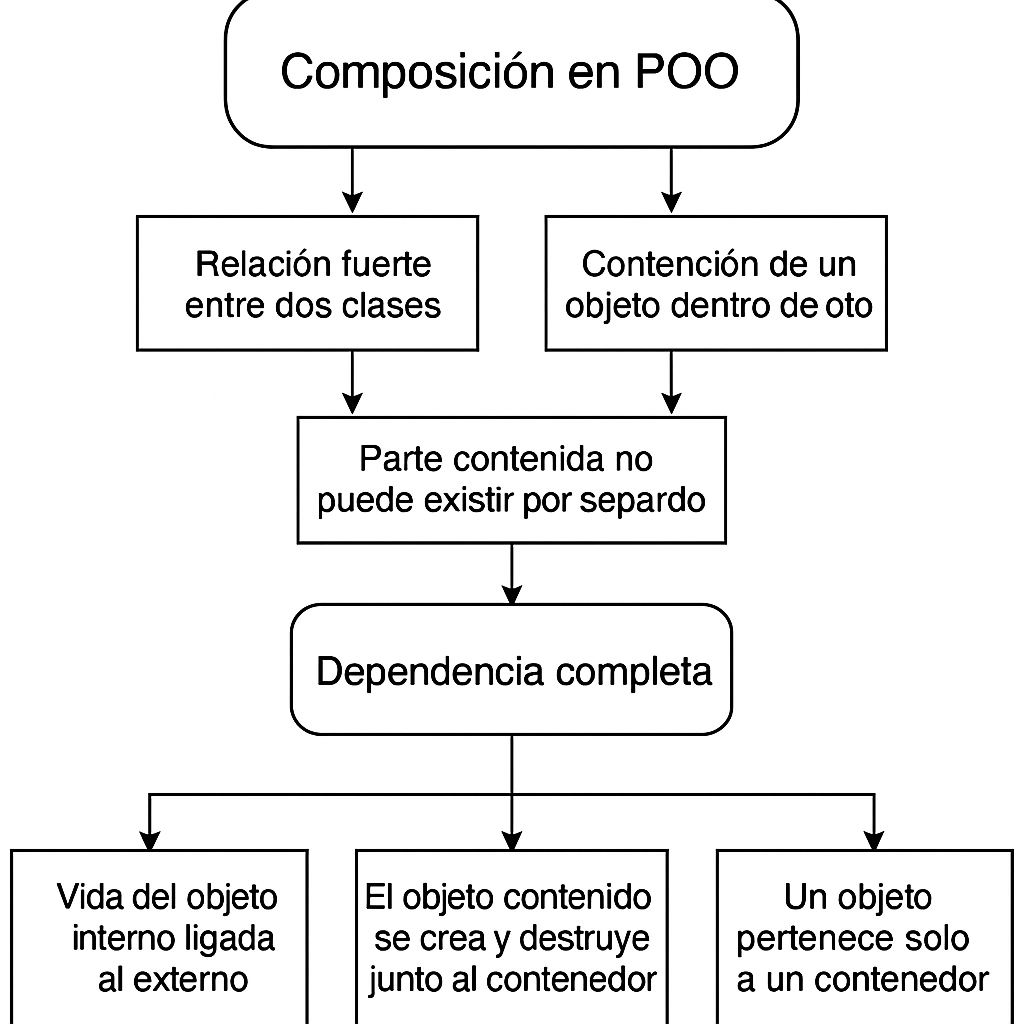 Composición en POO
Relación fuerte
entre dos clases
Contención de un
objeto dentro de oto
Parte contenida no
puede existir por separdo
Dependencia completa
Vida del objeto
interno ligada
al externo
El objeto contenido
se crea y destruye
junto al contenedor
Un objeto
pertenece solo
a un contenedor